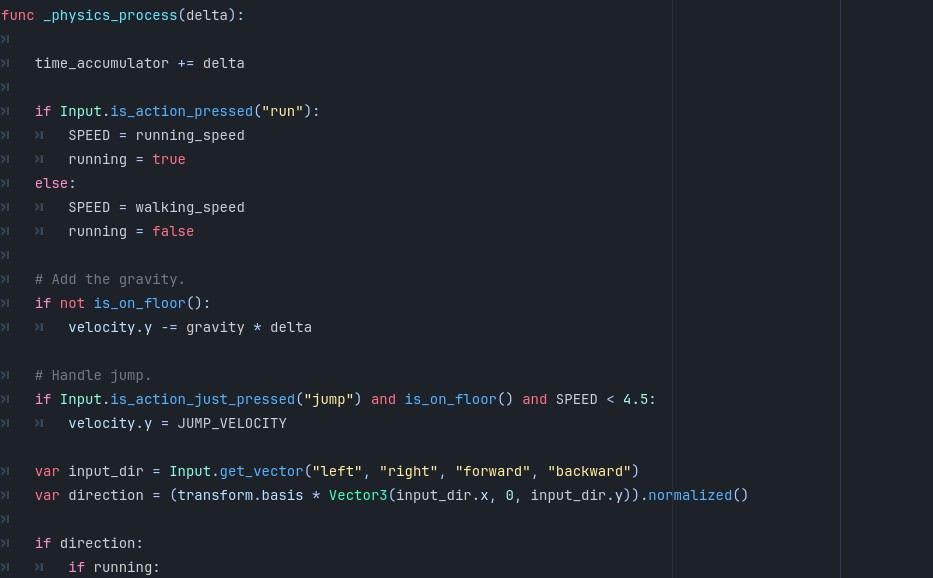 func _physics_process(delta):
time_accumulator += delta
if Input.is_action_pressed("run"):
SPEED = running_speed
running = true
else:
SPEED = walking_speed
running = false
# Add the gravity.
if not is_on_floor():
velocity.y -= gravity * delta
# Handle jump.
if Input.is_action_just_pressed("jump") and is_on_floor() and SPEED < 4.5:
velocity.y = JUMP_VELOCITY
var input_dir = Input.get_vector("left", "right", "forward", "backward")
var direction = (transform.basis * Vector3(input_dir.x, 0, input_dir.y)).normalized()
if direction:
if running: